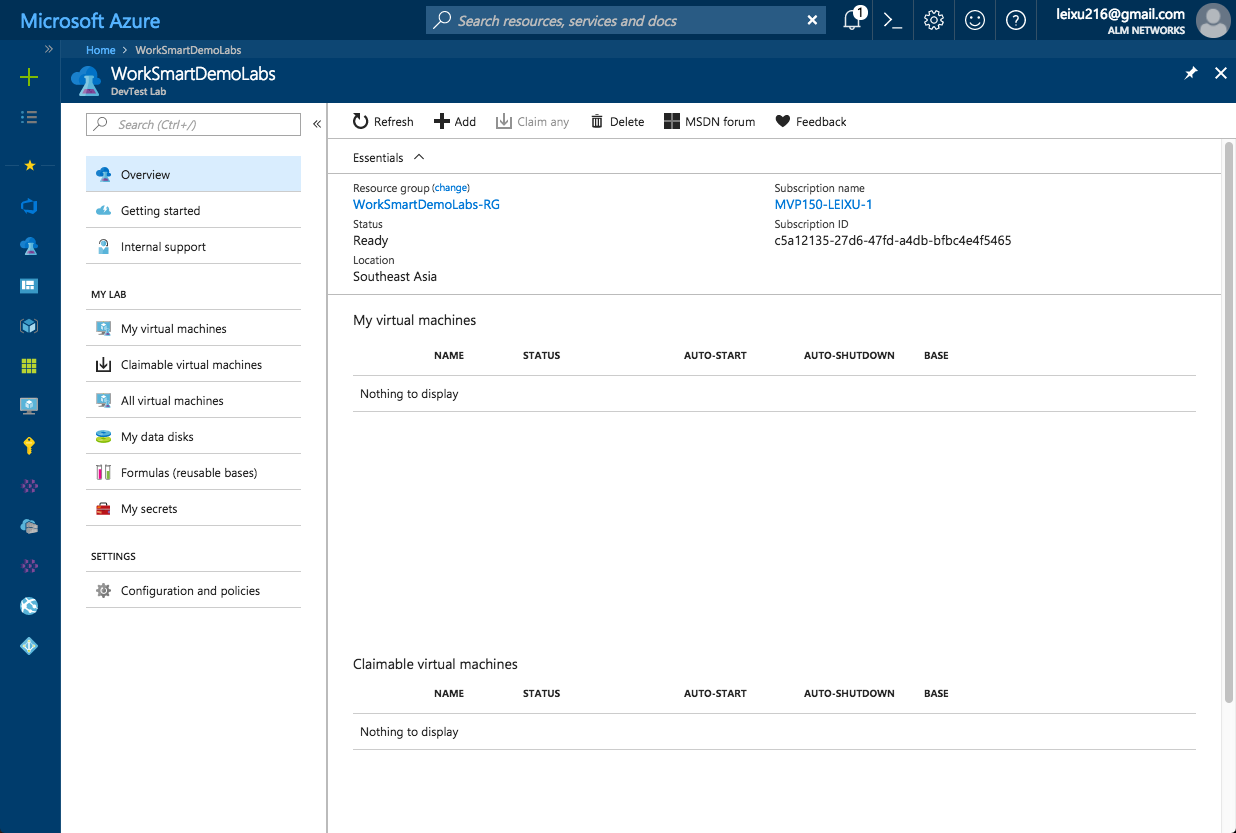 Microsoft Azure
Search resources, services and docs
1
leixu216@gmail.com
ALM NETWORKS
Home > WorkSmartDemoLabs
WorkSmartDemoLabs
DevTest Lab
Search (Ctrl+/)
Overview
Getting started
Internal support
MY LAB
My virtual machines
Claimable virtual machines
All virtual machines
My data disks
Formulas (reusable bases)
My secrets
SETTINGS
Configuration and policies
Refresh Add Claim any Delete MSDN forum Feedback
Essentials
Resource group (change)
WorkSmartDemoLabs-RG
Status
Ready
Location
Southeast Asia
Subscription name
MVP150-LEIXU-1
Subscription ID
c5a12135-27d6-47fd-a4db-bfbc4e4f5465
My virtual machines
NAME STATUS AUTO-START AUTO-SHUTDOWN BASE
Nothing to display
Claimable virtual machines
NAME STATUS AUTO-START AUTO-SHUTDOWN BASE
Nothing to display